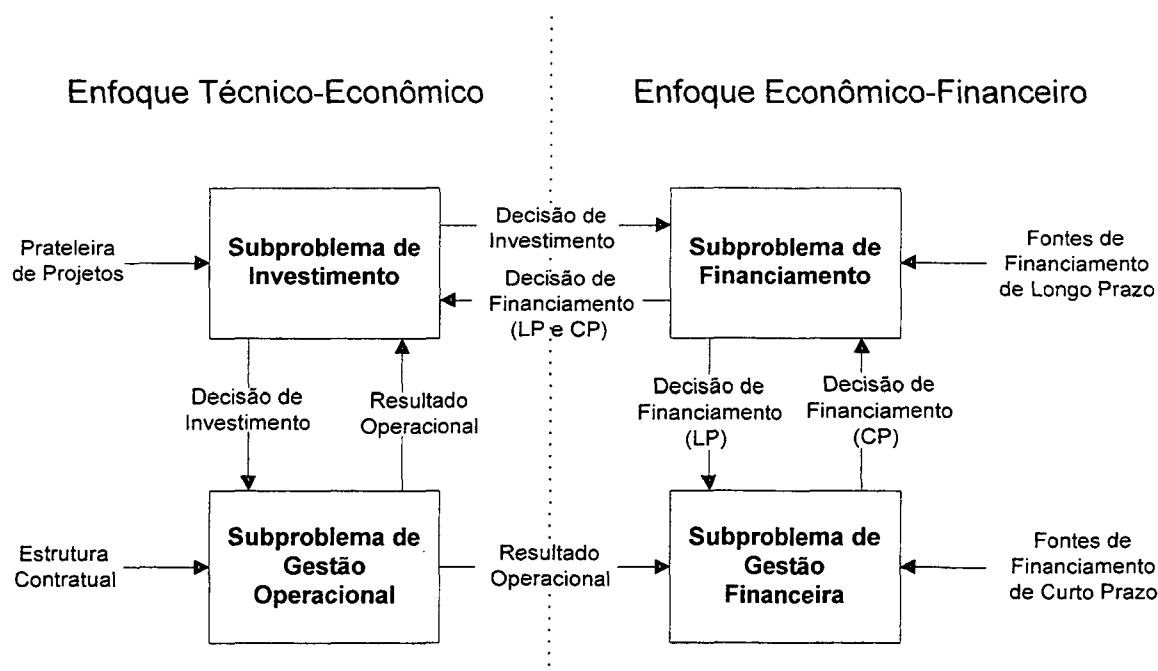 Enfoque Técnico-Econômico
Enfoque Econômico-Financeiro
Prateleira
de Projetos
Subproblema de
Investimento
Decisão de
Investimento
Decisão de
Financiamento
(LP e CP)
Subproblema de
Financiamento
Fontes de
Financiamento
de Longo Prazo
Decisão de
Investimento
Resultado
Operacional
Decisão de
Financiamento
(LP)
Decisão de
Financiamento
(CP)
Estrutura
Contratual
Subproblema de
Gestão
Operacional
Resultado
Operacional
Subproblema de
Gestão
Financeira
Fontes de
Financiamento
de Curto Prazo